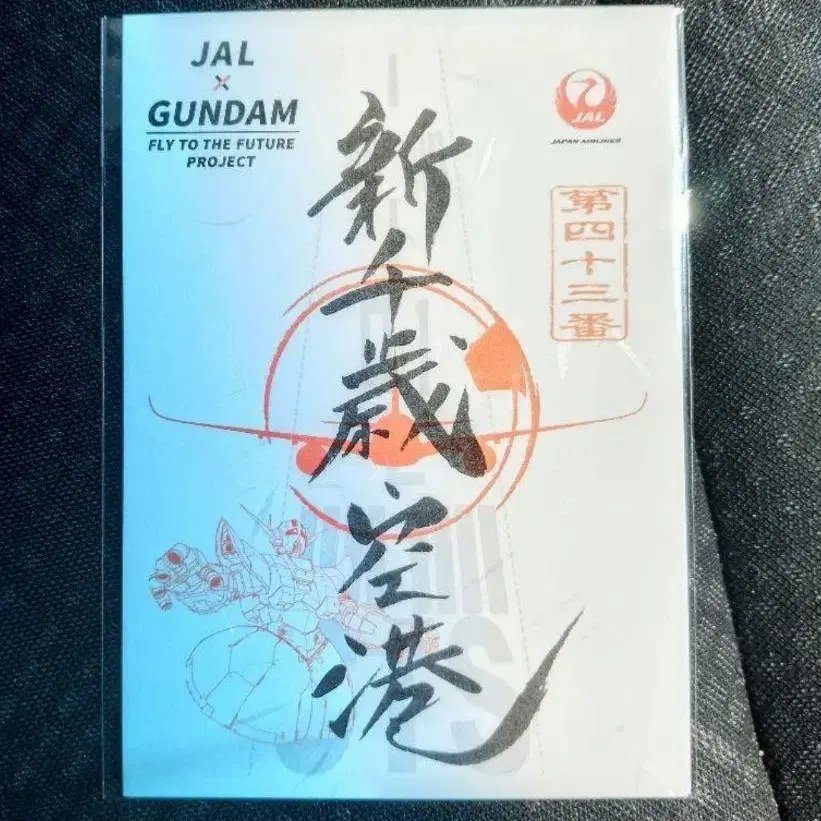 JAL
×
GUNDAM
FLY TO THE FUTURE
PROJECT
JAL
JAPAN AIRLINES
第四十三番
新千歳空港
CTS